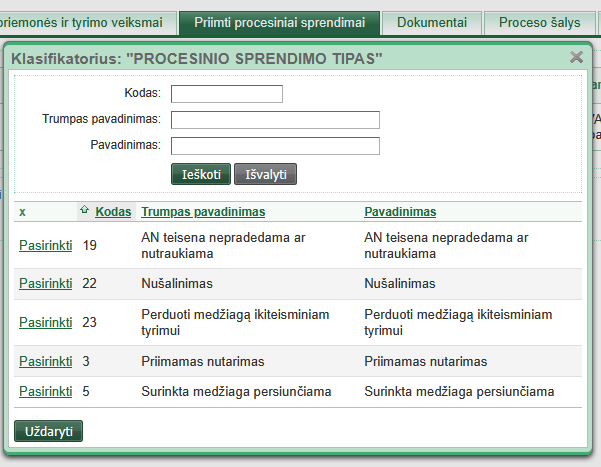 priemonės ir tyrimo veiksmai Priimti procesiniai sprendimai Dokumentai Proceso šalys
Klasifikatorius: "PROCESINIO SPRENDIMO TIPAS"
Kodas:
Trumpas pavadinimas:
Pavadinimas:
Ieškoti Išvalyti
x Kodas Trumpas pavadinimas Pavadinimas
Pasirinkti 19 AN teisena nepradedama ar nutraukiama AN teisena nepradedama ar nutraukiama
Pasirinkti 22 Nušalinimas Nušalinimas
Pasirinkti 23 Perduoti medžiagą ikiteisminiam tyrimui Perduoti medžiagą ikiteisminiam tyrimui
Pasirinkti 3 Priimamas nutarimas Priimamas nutarimas
Pasirinkti 5 Surinkta medžiaga persiunčiama Surinkta medžiaga persiunčiama
Uždaryti